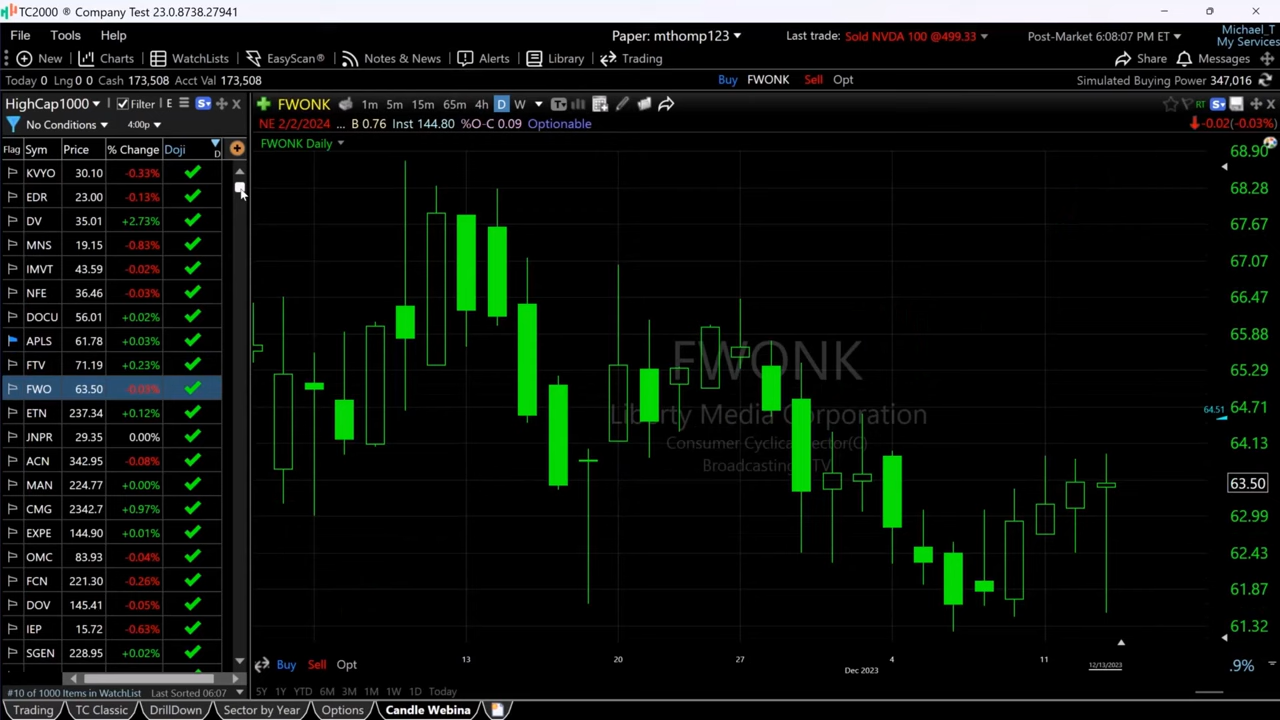 TC2000 ® Company Test 23.0.8738.27941
File Tools Help Paper: mthomp123 Last trade: Sold NVDA 100 @499.33 Post-Market 6:08:07 PM ET Michael_T
My Services
New Charts WatchLists EasyScan® Notes & News Alerts Library Trading Share Messages
Today 0 Lng 0 0 Cash 173,508 Acct Val 173,508 Buy FWONK Sell Opt Simulated Buying Power 347,016
HighCap1000 Filter E S FWONK 1m 5m 15m 65m 4h D W TC RT S
No Conditions 4:00p NE 2/2/2024 ... B 0.76 Inst 144.80 %O-C 0.09 Optionable -0.02(-0.03%)
Flag Sym Price % Change Doji D
FWONK Daily
KVYO 30.10 -0.33%
EDR 23.00 -0.13%
DV 35.01 +2.73%
MNS 19.15 -0.83%
IMVT 43.59 -0.02%
NFE 36.46 -0.03%
DOCU 56.01 +0.02%
APLS 61.78 +0.03%
FTV 71.19 +0.23%
FWO 63.50 -0.03%
ETN 237.34 +0.12%
JNPR 29.35 0.00%
ACN 342.95 -0.08%
MAN 224.77 +0.00%
CMG 2342.7 +0.97%
EXPE 144.90 +0.01%
OMC 83.93 -0.04%
FCN 221.30 -0.26%
DOV 145.41 -0.05%
IEP 15.72 -0.63%
SGEN 228.95 +0.02%
#10 of 1000 Items in WatchList Last Sorted 06:07
FWONK
Liberty Media Corporation
Consumer Cyclical Sector(C)
Broadcasting - TV
68.90
68.28
67.67
67.07
66.47
65.88
65.29
64.71
64.51
64.13
63.50
62.99
62.43
61.87
61.32
.9%
13 20 27 4 11 12/13/2023
Dec 2023
Buy Sell Opt
5Y 1Y YTD 6M 3M 1M 1W 1D Today
Trading TC Classic DrillDown Sector by Year Options Candle Webina